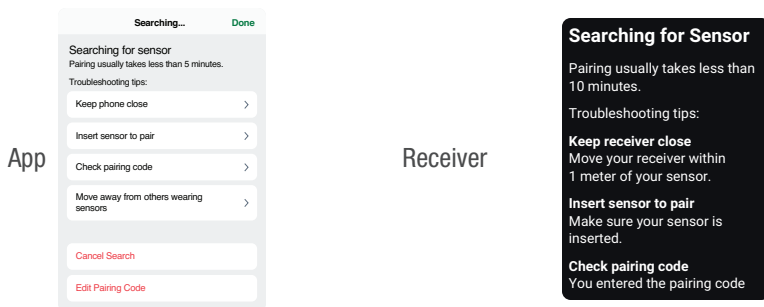 Searching... Done
Searching for sensor
Pairing usually takes less than 5 minutes.
Troubleshooting tips:
Keep phone close
Insert sensor to pair
Check pairing code
Move away from others wearing
sensors
Cancel Search
Edit Pairing Code
App
Receiver
Searching for Sensor
Pairing usually takes less than
10 minutes.
Troubleshooting tips:
Keep receiver close
Move your receiver within
1 meter of your sensor.
Insert sensor to pair
Make sure your sensor is
inserted.
Check pairing code
You entered the pairing code